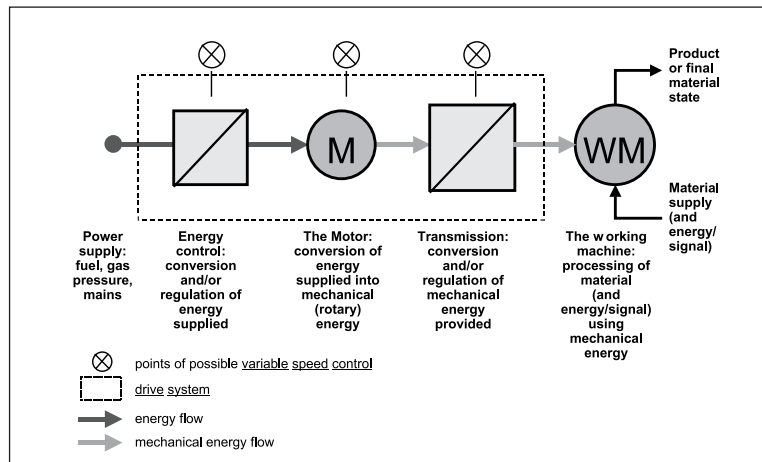 Product
or final
material
state
M
WM
Material
supply
(and
energy/
signal)
Power
supply:
fuel, gas
pressure,
mains
Energy
control:
conversion
and/or
regulation of
energy
supplied
The Motor:
conversion of
energy
supplied into
mechanical
(rotary)
energy
Transmission:
conversion
and/or
regulation of
mechanical
energy
provided
The working
machine:
processing of
material
(and
energy/signal)
using
mechanical
energy
points of possible variable speed control
drive system
energy flow
mechanical energy flow